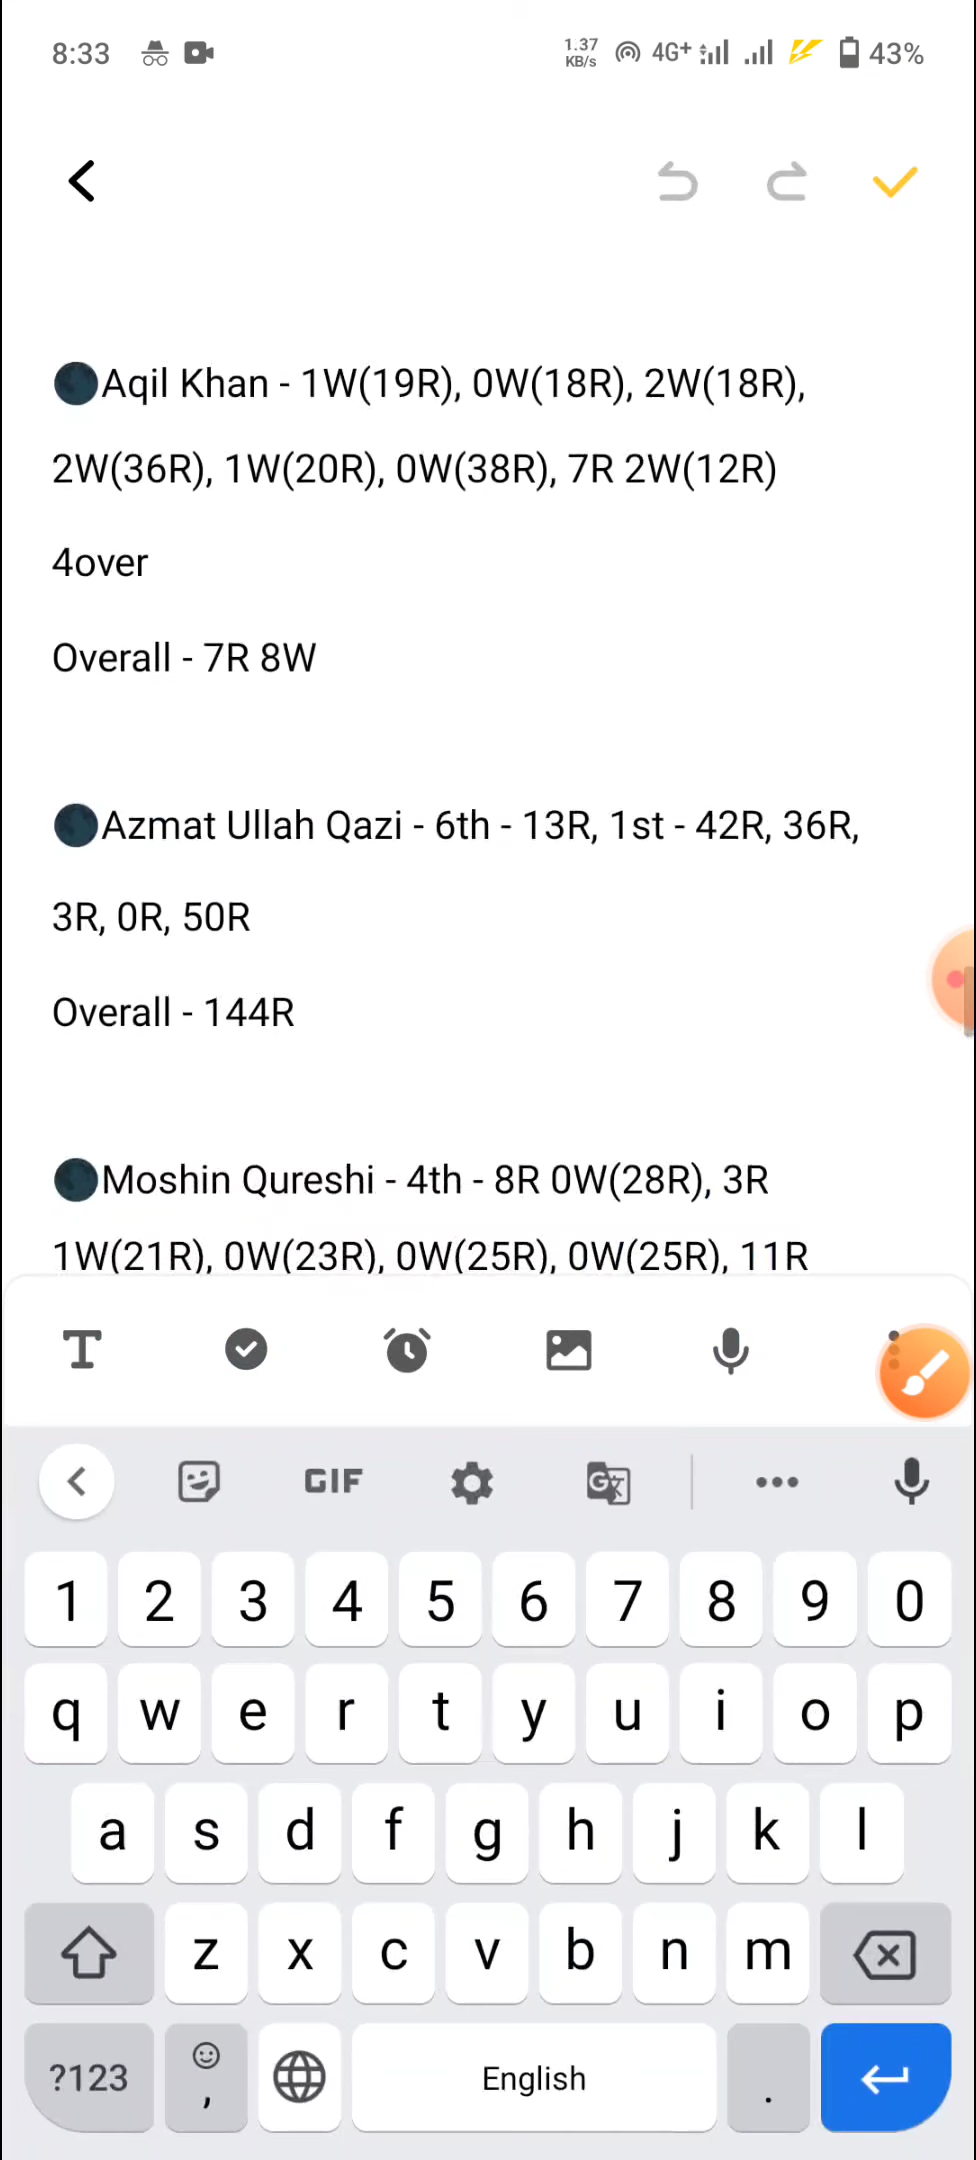 8:33 1.37 KB/s 4G+ 43%
Aqil Khan - 1W(19R), 0W(18R), 2W(18R),
2W(36R), 1W(20R), 0W(38R), 7R 2W(12R)
4over
Overall - 7R 8W
Azmat Ullah Qazi - 6th - 13R, 1st - 42R, 36R,
3R, 0R, 50R
Overall - 144R
Moshin Qureshi - 4th - 8R 0W(28R), 3R
1W(21R), 0W(23R), 0W(25R), 0W(25R), 11R
T
GIF G文
1 2 3 4 5 6 7 8 9 0
q w e r t y u i o p
a s d f g h j k l
z x c v b n m
?123 , English .